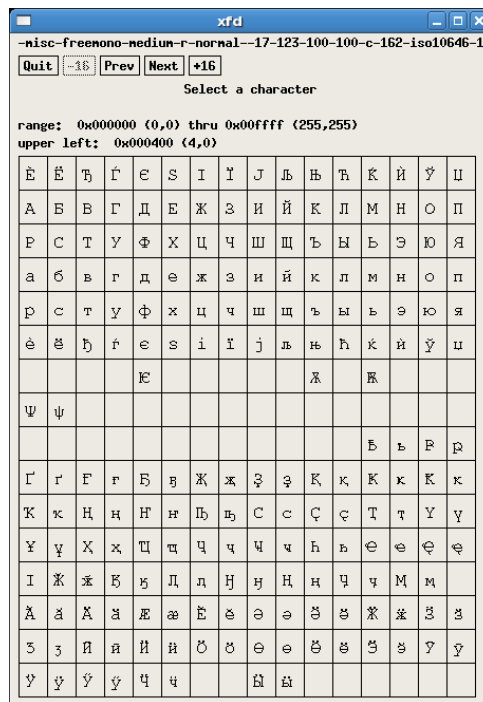 xfd
-misc-freemono-medium-r-normal--17-123-100-100-c-162-iso10646-1
Quit -16 Prev Next +16
Select a character
range: 0x000000 (0,0) thru 0x00ffff (255,255)
upper left: 0x000400 (4,0)
Ѐ Ё Ђ Ѓ Є Ѕ І Ї Ј Љ Њ Ћ Ќ Ѝ Ў Џ
А Б В Г Д Е Ж З И Й К Л М Н О П
Р С Т У Ф Х Ц Ч Ш Щ Ъ Ы Ь Э Ю Я
а б в г д е ж з и й к л м н о п
р с т у ф х ц ч ш щ ъ ы ь э ю я
ѐ ё ђ ѓ є ѕ і ї ј љ њ ћ ќ ѝ ў џ
Ѥ Ѫ Ѭ
Ѱ ѱ
Ҍ ҍ Ҏ ҏ
Ґ ґ Ғ ғ Ҕ ҕ Җ җ Ҙ ҙ Қ қ Ҝ ҝ Ҟ ҟ
Ҡ ҡ Ң ң Ҥ ҥ Ҧ ҧ Ҩ ҩ Ҫ ҫ Ҭ ҭ Ү ү
Ұ ұ Ҳ ҳ Ҵ ҵ Ҷ ҷ Ҹ ҹ Һ һ Ҽ ҽ Ҿ ҿ
Ӏ Ӂ ӂ Ӄ ӄ Ӆ ӆ Ӈ ӈ Ӊ ӊ Ӌ ӌ Ӎ ӎ
Ӑ ӑ Ӓ ӓ Ӕ ӕ Ӗ ӗ Ә ә Ӛ ӛ Ӝ ӝ Ӟ ӟ
Ӡ ӡ Ӣ ӣ Ӥ ӥ Ӧ ӧ Ө ө Ӫ ӫ Ӭ ӭ Ӯ ӯ
Ӱ ӱ Ӳ ӳ Ӵ ӵ Ӹ ӹ